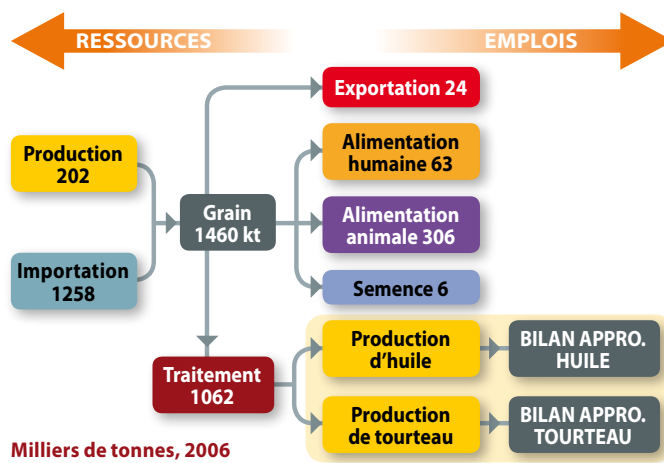 RESSOURCES
EMPLOIS
Exportation 24
Production
202
Alimentation
humaine 63
Grain
1460 kt
Alimentation
animale 306
Importation
1258
Semence 6
Traitement
1062
Production
d'huile
BILAN APPRO.
HUILE
Production
de tourteau
BILAN APPRO.
TOURTEAU
Milliers de tonnes, 2006